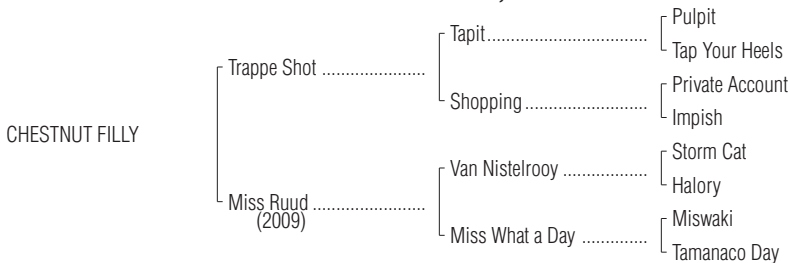 Pulpit
Tapit....................................
Tap Your Heels
Trappe Shot .......................
Private Account
Shopping...........................
Impish
CHESTNUT FILLY
Storm Cat
Van Nistelrooy ...................
Halory
Miss Ruud .........................
(2009)
Miswaki
Miss What a Day ..............
Tamanaco Day